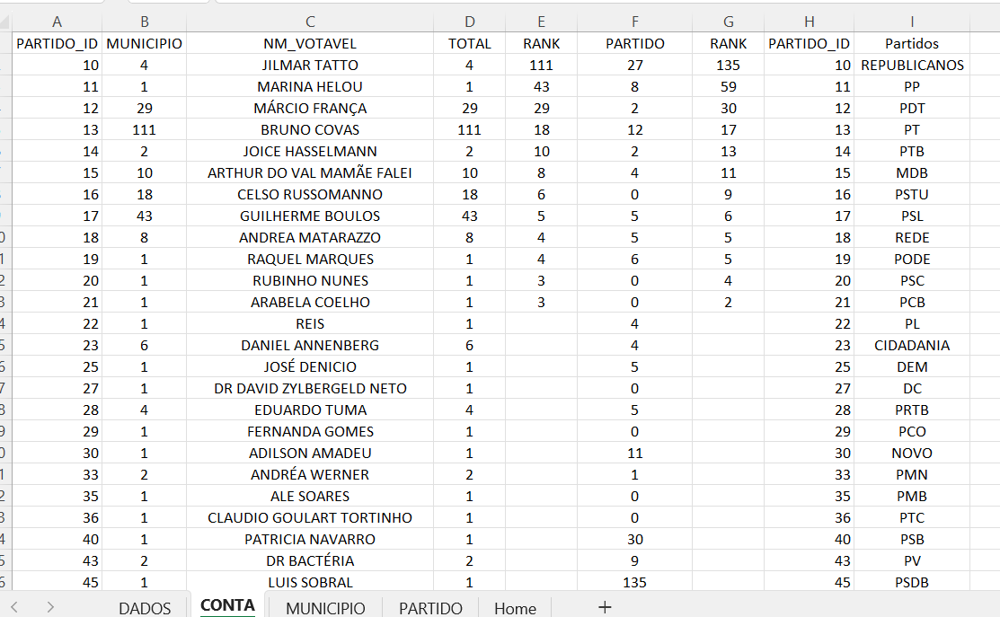 A B C D E F G H I
PARTIDO_ID MUNICIPIO NM_VOTAVEL TOTAL RANK PARTIDO RANK PARTIDO_ID Partidos
10 4 JILMAR TATTO 4 111 27 135 10 REPUBLICANOS
11 1 MARINA HELOU 1 43 8 59 11 PP
12 29 MÁRCIO FRANÇA 29 29 2 30 12 PDT
13 111 BRUNO COVAS 111 18 12 17 13 PT
14 2 JOICE HASSELMANN 2 10 2 13 14 PTB
15 10 ARTHUR DO VAL MAMÃE FALEI 10 8 4 11 15 MDB
16 18 CELSO RUSSOMANNO 18 6 0 9 16 PSTU
17 43 GUILHERME BOULOS 43 5 5 6 17 PSL
18 8 ANDREA MATARAZZO 8 4 5 5 18 REDE
19 1 RAQUEL MARQUES 1 4 6 5 19 PODE
20 1 RUBINHO NUNES 1 3 0 4 20 PSC
21 1 ARABELA COELHO 1 3 0 2 21 PCB
22 1 REIS 1 4 22 PL
23 6 DANIEL ANNENBERG 6 4 23 CIDADANIA
25 1 JOSÉ DENICIO 1 5 25 DEM
27 1 DR DAVID ZYLBERGELD NETO 1 0 27 DC
28 4 EDUARDO TUMA 4 5 28 PRTB
29 1 FERNANDA GOMES 1 0 29 PCO
30 1 ADILSON AMADEU 1 11 30 NOVO
33 2 ANDRÉA WERNER 2 1 33 PMN
35 1 ALE SOARES 1 0 35 PMB
36 1 CLAUDIO GOULART TORTINHO 1 0 36 PTC
40 1 PATRICIA NAVARRO 1 30 40 PSB
43 2 DR BACTÉRIA 2 9 43 PV
45 1 LUIS SOBRAL 1 135 45 PSDB
DADOS CONTA MUNICIPIO PARTIDO Home